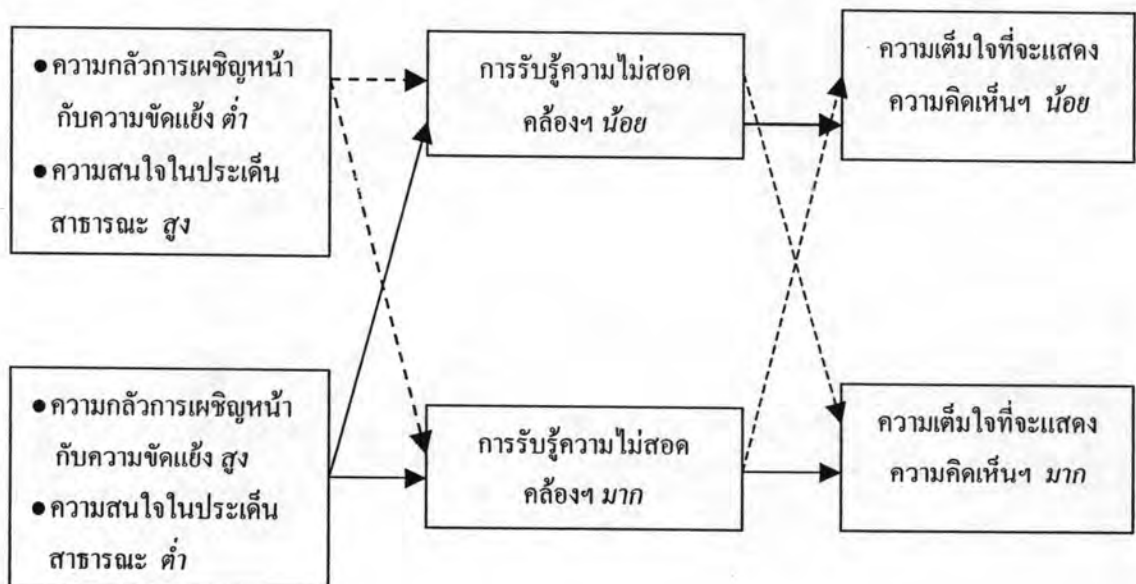 ● ความกลัวการเผชิญหน้า
กับความขัดแย้ง ต่ำ
● ความสนใจในประเด็น
สาธารณะ สูง
การรับรู้ความไม่สอด
คล้องฯ น้อย
ความเต็มใจที่จะแสดง
ความคิดเห็นฯ น้อย
● ความกลัวการเผชิญหน้า
กับความขัดแย้ง สูง
● ความสนใจในประเด็น
สาธารณะ ต่ำ
การรับรู้ความไม่สอด
คล้องฯ มาก
ความเต็มใจที่จะแสดง
ความคิดเห็นฯ มาก